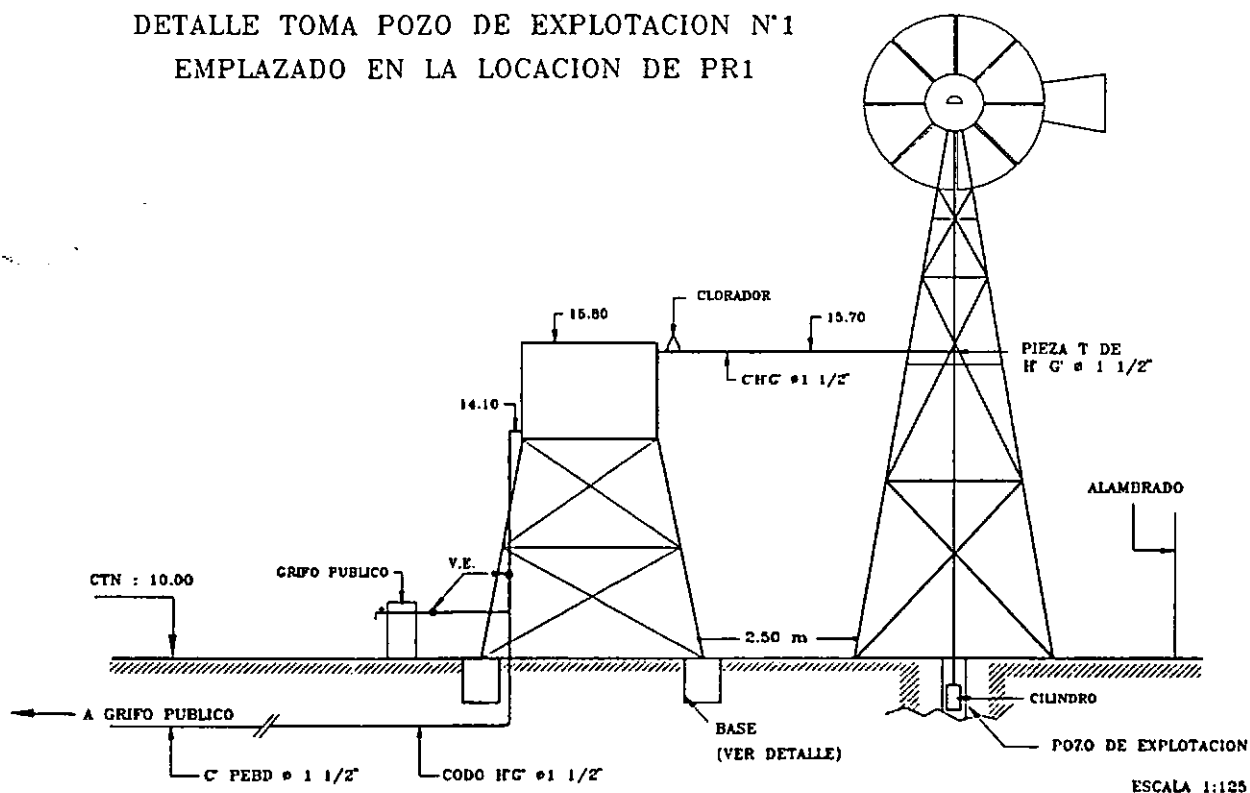 DETALLE TOMA POZO DE EXPLOTACION N°1
EMPLAZADO EN LA LOCACION DE PR1
CLORADOR
15.80
15.70
PIEZA T DE
H° G° ø 1 1/2"
C°H°G° ø1 1/2"
14.10
ALAMBRADO
GRIFO PUBLICO
V.E.
CTN : 10.00
2.50 m
A GRIFO PUBLICO
CILINDRO
BASE
(VER DETALLE)
POZO DE EXPLOTACION
C° PEBD ø 1 1/2"
CODO H°G° ø1 1/2"
ESCALA 1:125